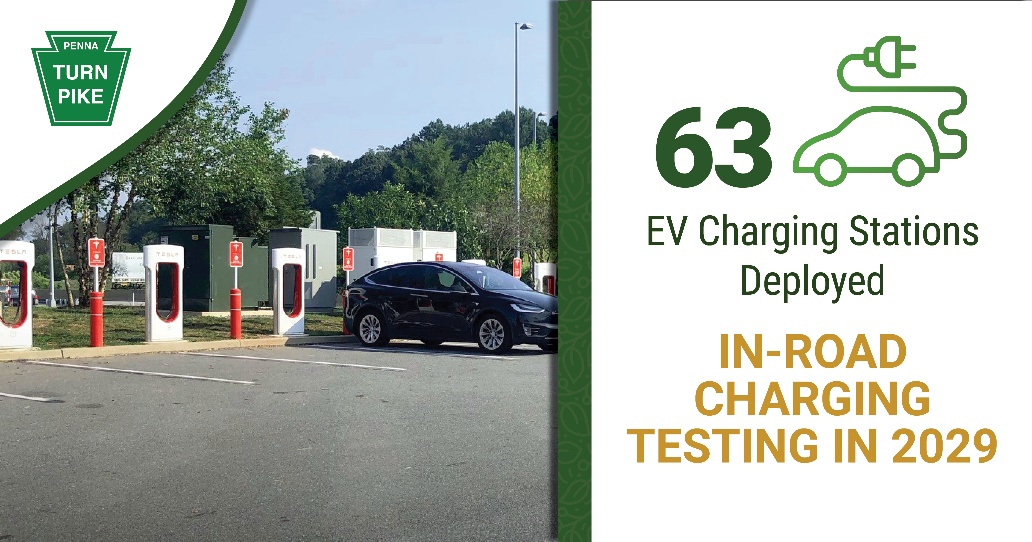 PENNA
TURN
PIKE
TESLA
TESLA
TESLA
63
EV Charging Stations
Deployed
IN-ROAD
CHARGING
TESTING IN 2029